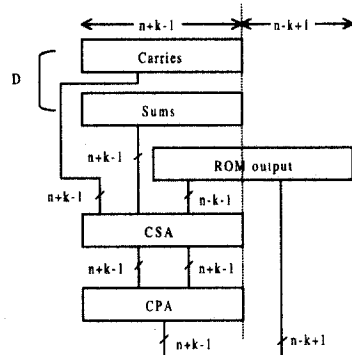 n+k-1 n-k+1
Carries
D
Sums
n+k-1
ROM output
n+k-1 n-k-1
CSA
n+k-1 n+k-1
CPA
n+k-1 n-k+1